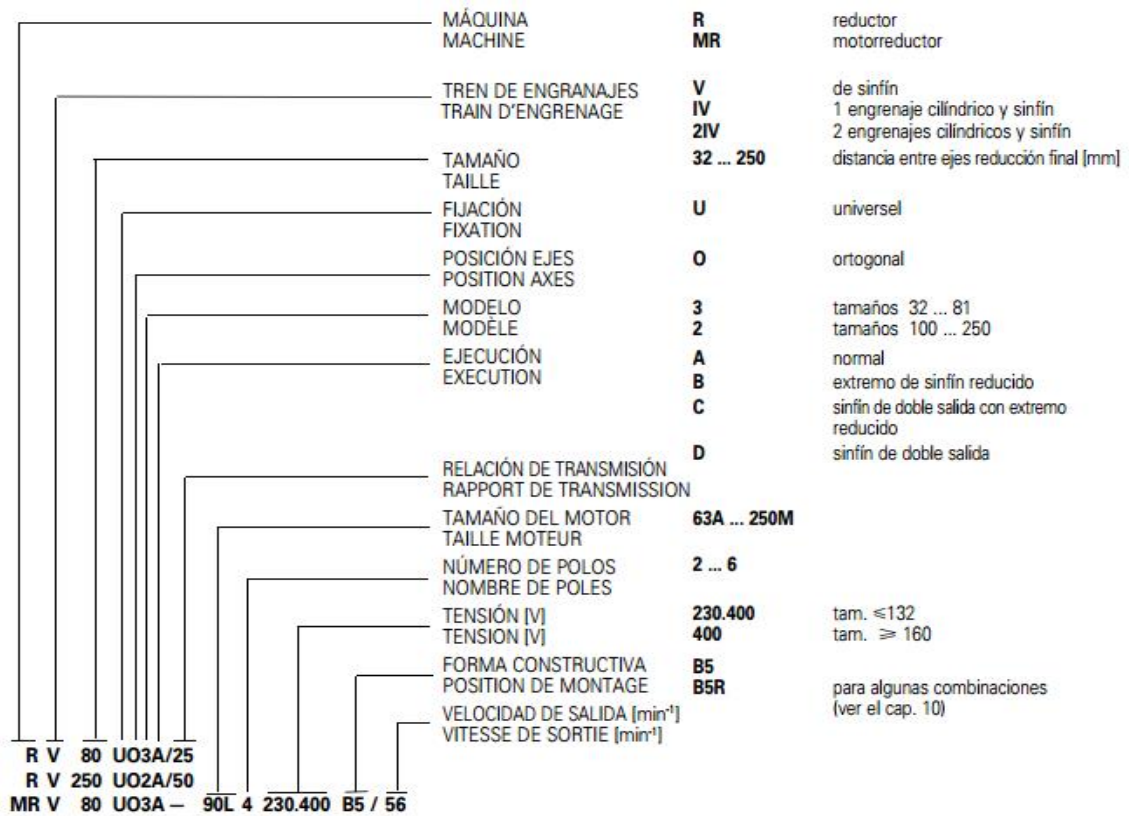 MÁQUINA R reductor
MACHINE MR motorreductor
TREN DE ENGRANAJES V de sinfín
TRAIN D'ENGRENAGE IV 1 engrenaje cilíndrico y sinfín
2IV 2 engrenajes cilíndricos y sinfín
TAMAÑO 32 ... 250 distancia entre ejes reducción final [mm]
TAILLE
FIJACIÓN U universel
FIXATION
POSICIÓN EJES O ortogonal
POSITION AXES
MODELO 3 tamaños 32 ... 81
MODÈLE 2 tamaños 100 ... 250
EJECUCIÓN A normal
EXECUTION
B extremo de sinfín reducido
C sinfín de doble salida con extremo
reducido
D sinfín de doble salida
RELACIÓN DE TRANSMISIÓN
RAPPORT DE TRANSMISSION
TAMAÑO DEL MOTOR 63A ... 250M
TAILLE MOTEUR
NÚMERO DE POLOS 2 ... 6
NOMBRE DE POLES
TENSIÓN [V] 230.400 tam. ≤132
TENSION [V] 400 tam. ≥ 160
FORMA CONSTRUCTIVA B5
POSITION DE MONTAGE B5R para algunas combinaciones
(ver el cap. 10)
VELOCIDAD DE SALIDA [min⁻¹]
VITESSE DE SORTIE [min⁻¹]
R V 80 UO3A/25
R V 250 UO2A/50
MR V 80 UO3A — 90L 4 230.400 B5 / 56